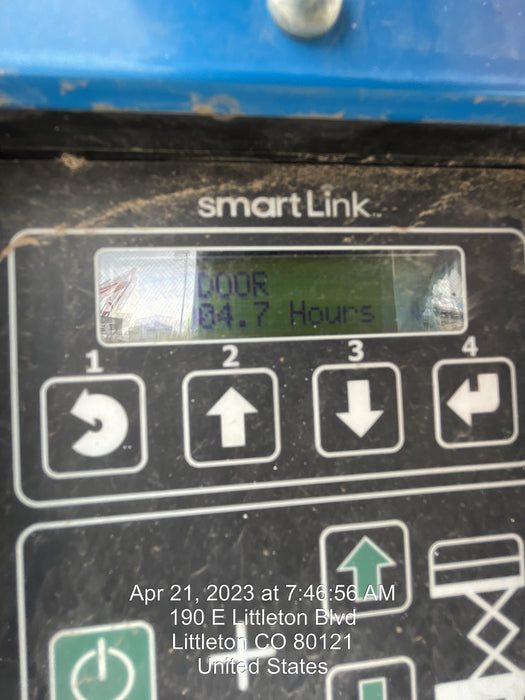 smartLink
04.7 Hours
1 2 3 4
Apr 21, 2023 at 7:46:56 AM
190 E Littleton Blvd
Littleton CO 80121
United States